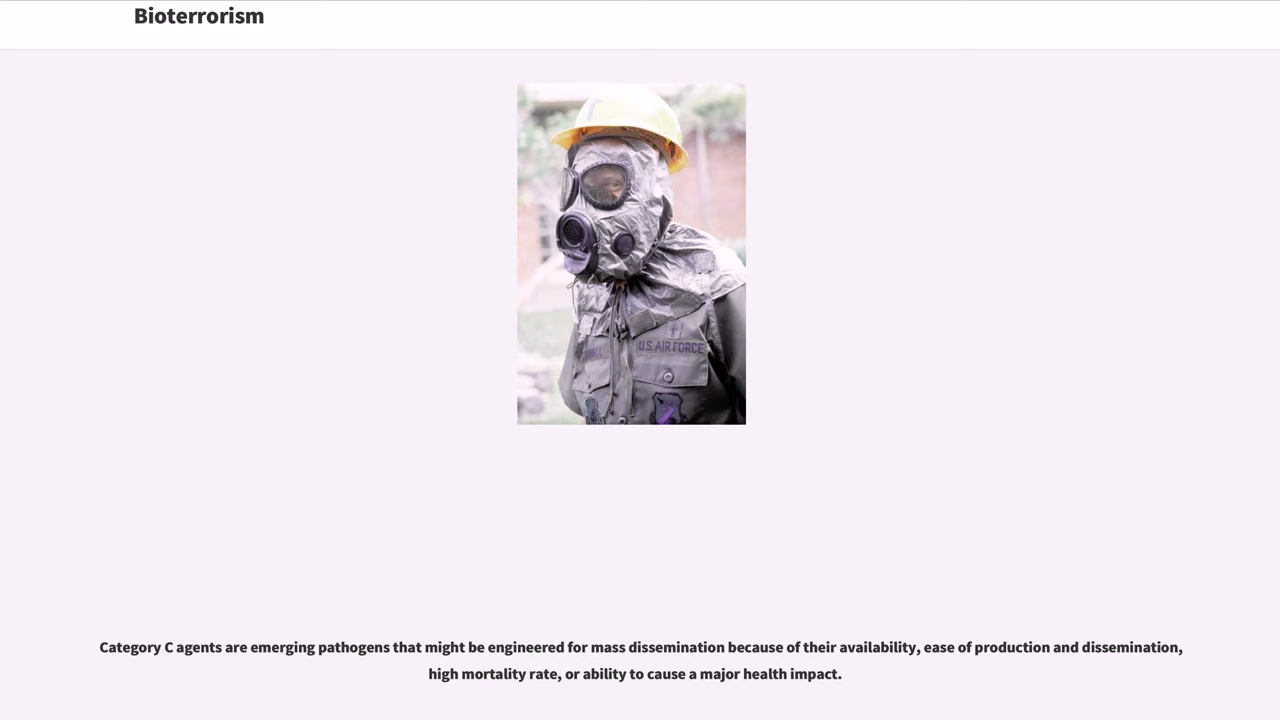 Bioterrorism
U.S. AIR FORCE
Category C agents are emerging pathogens that might be engineered for mass dissemination because of their availability, ease of production and dissemination,
high mortality rate, or ability to cause a major health impact.